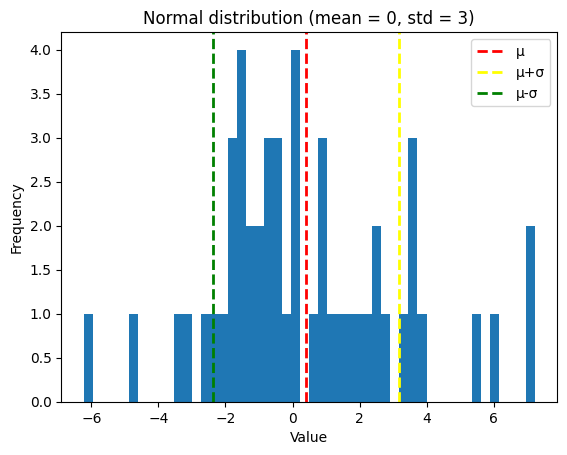 Normal distribution (mean = 0, std = 3)
μ
μ+σ
μ-σ
4.0
3.5
3.0
2.5
2.0
1.5
1.0
0.5
0.0
Frequency
−6
−4
−2
0
2
4
6
Value